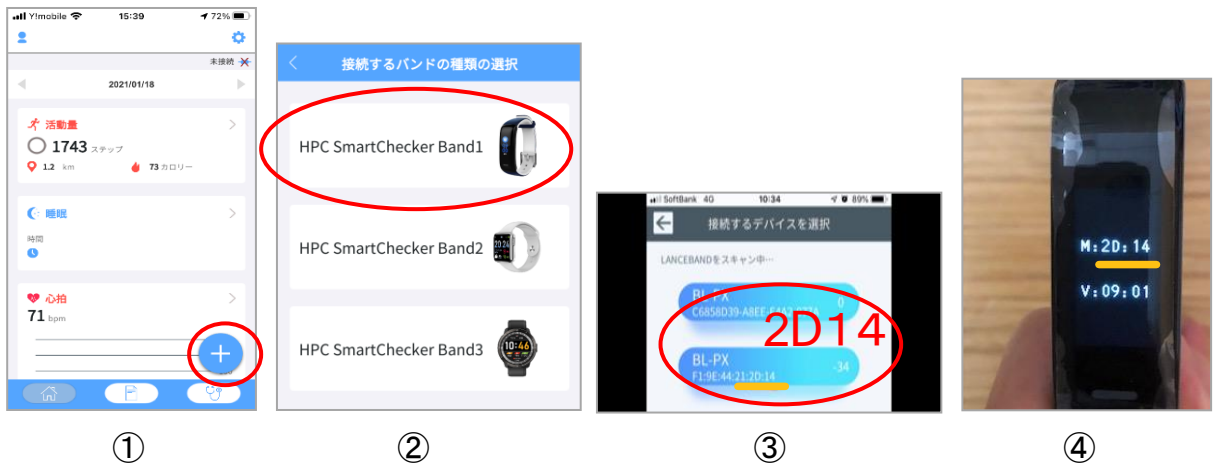 Y!mobile 15:39 72%
未接続
2021/01/18
活動量
1743 ステップ
1.2 km 73 カロリー
睡眠
時間
心拍
71 bpm
+
①
接続するバンドの種類の選択
HPC SmartChecker Band1
HPC SmartChecker Band2
HPC SmartChecker Band3
10:46
②
SoftBank 4G 10:34 89%
接続するデバイスを選択
LANCEBANDをスキャン中…
BL-PX 0
2D14
BL-PX -34
F1:9E:44:21:2D:14
③
M:2D:14
V:09:01
④